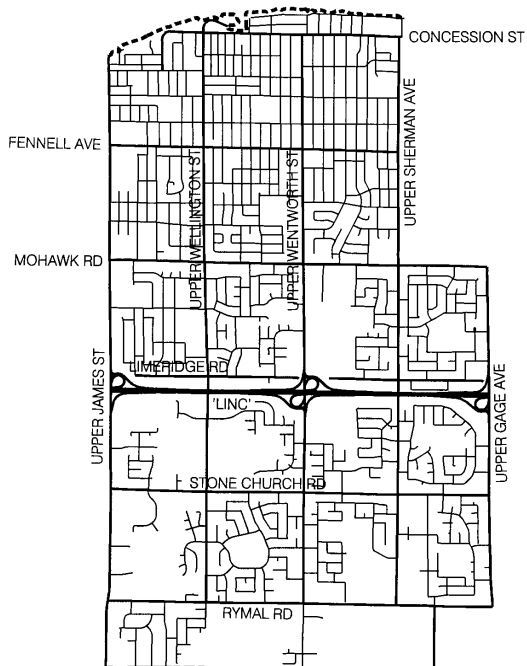 CONCESSION ST
UPPER SHERMAN AVE
FENNELL AVE
UPPER WELLINGTON ST
UPPER WENTWORTH ST
MOHAWK RD
LIMERIDGE RD
UPPER JAMES ST
'LINC'
UPPER GAGE AVE
STONE CHURCH RD
RYMAL RD